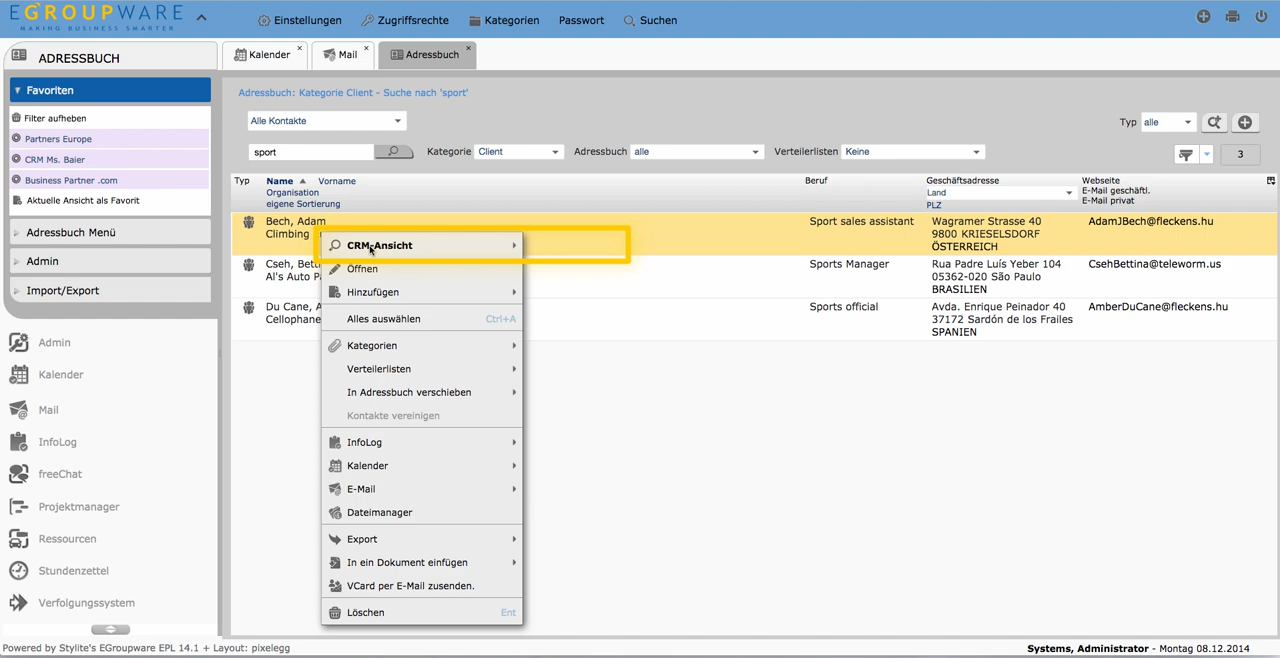 EGROUPWARE
MAKING BUSINESS SMARTER
Einstellungen
Zugriffsrechte
Kategorien
Passwort
Suchen
ADRESSBUCH
Kalender
Mail
Adressbuch
Favoriten
Filter aufheben
Partners Europe
CRM Ms. Baier
Business Partner .com
Aktuelle Ansicht als Favorit
Adressbuch Menü
Admin
Import/Export
Admin
Kalender
Mail
InfoLog
freeChat
Projektmanager
Ressourcen
Stundenzettel
Verfolgungssystem
Adressbuch: Kategorie Client - Suche nach 'sport'
Alle Kontakte
Typ alle
sport
Kategorie Client
Adressbuch alle
Verteilerlisten Keine
3
Typ
Name Vorname
Organisation
eigene Sortierung
Beruf
Geschäftsadresse
Land
PLZ
Webseite
E-Mail geschäftl.
E-Mail privat
Bech, Adam
Climbing
Sport sales assistant
Wagramer Strasse 40
9800 KRIESELSDORF
ÖSTERREICH
AdamJBech@fleckens.hu
Cseh, Bett
Al's Auto P
Sports Manager
Rua Padre Luís Yeber 104
05362-020 São Paulo
BRASILIEN
CsehBettina@teleworm.us
Du Cane, A
Cellophane
Sports official
Avda. Enrique Peinador 40
37172 Sardón de los Frailes
SPANIEN
AmberDuCane@fleckens.hu
CRM-Ansicht
Öffnen
Hinzufügen
Alles auswählen Ctrl+A
Kategorien
Verteilerlisten
In Adressbuch verschieben
Kontakte vereinigen
InfoLog
Kalender
E-Mail
Dateimanager
Export
In ein Dokument einfügen
VCard per E-Mail zusenden.
Löschen Ent
Powered by Stylite's EGroupware EPL 14.1 + Layout: pixelegg
Systems, Administrator - Montag 08.12.2014